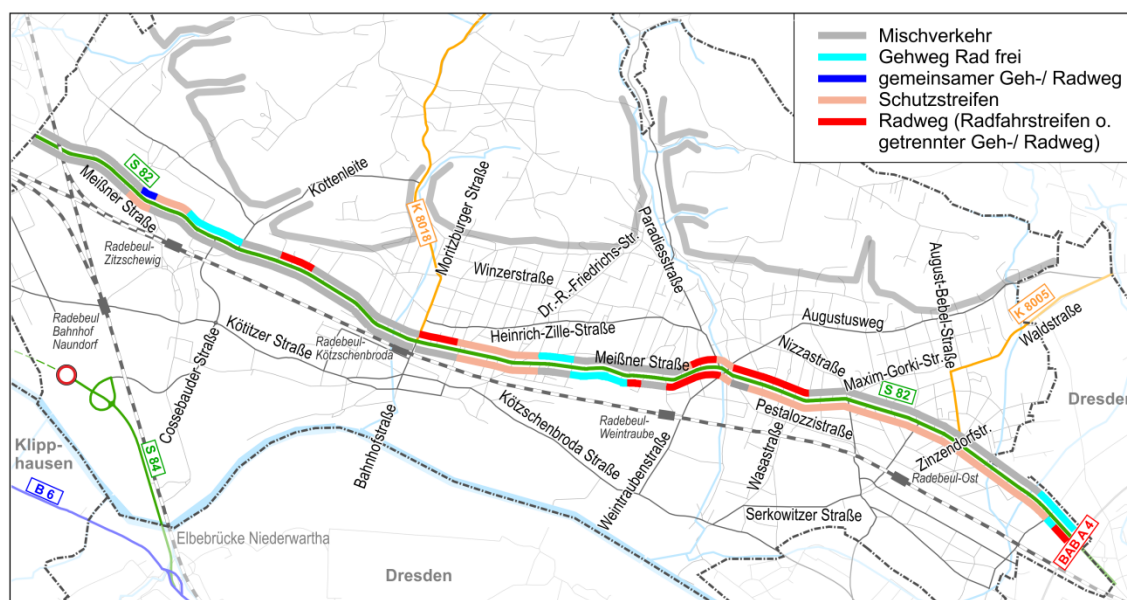 Mischverkehr
Gehweg Rad frei
gemeinsamer Geh-/ Radweg
Schutzstreifen
Radweg (Radfahrstreifen o.
getrennter Geh-/ Radweg)
S 82
Meißner Straße
Köttenleite
K 8018
Moritzburger Straße
Winzerstraße
Dr.-R.-Friedrichs-Str.
Paradiesstraße
August-Bebel-Straße
K 8005
Waldstraße
Radebeul-
Zitzschewig
Radebeul
Bahnhof
Naundorf
Kötitzer Straße
Radebeul-
Kötzschenbroda
Heinrich-Zille-Straße
Meißner Straße
Augustusweg
Nizzastraße
Maxim-Gorki-Str.
S 82
Dresden
Cossebauder-Straße
Klipp-
hausen
S 84
B 6
Bahnhofstraße
Kötzschenbroda Straße
Radebeul-
Weintraube
Weintraubenstraße
Wasastraße
Pestalozzistraße
Zinzendorfstr.
Radebeul-Ost
Serkowitzer Straße
BAB A 4
Elbebrücke Niederwartha
Dresden